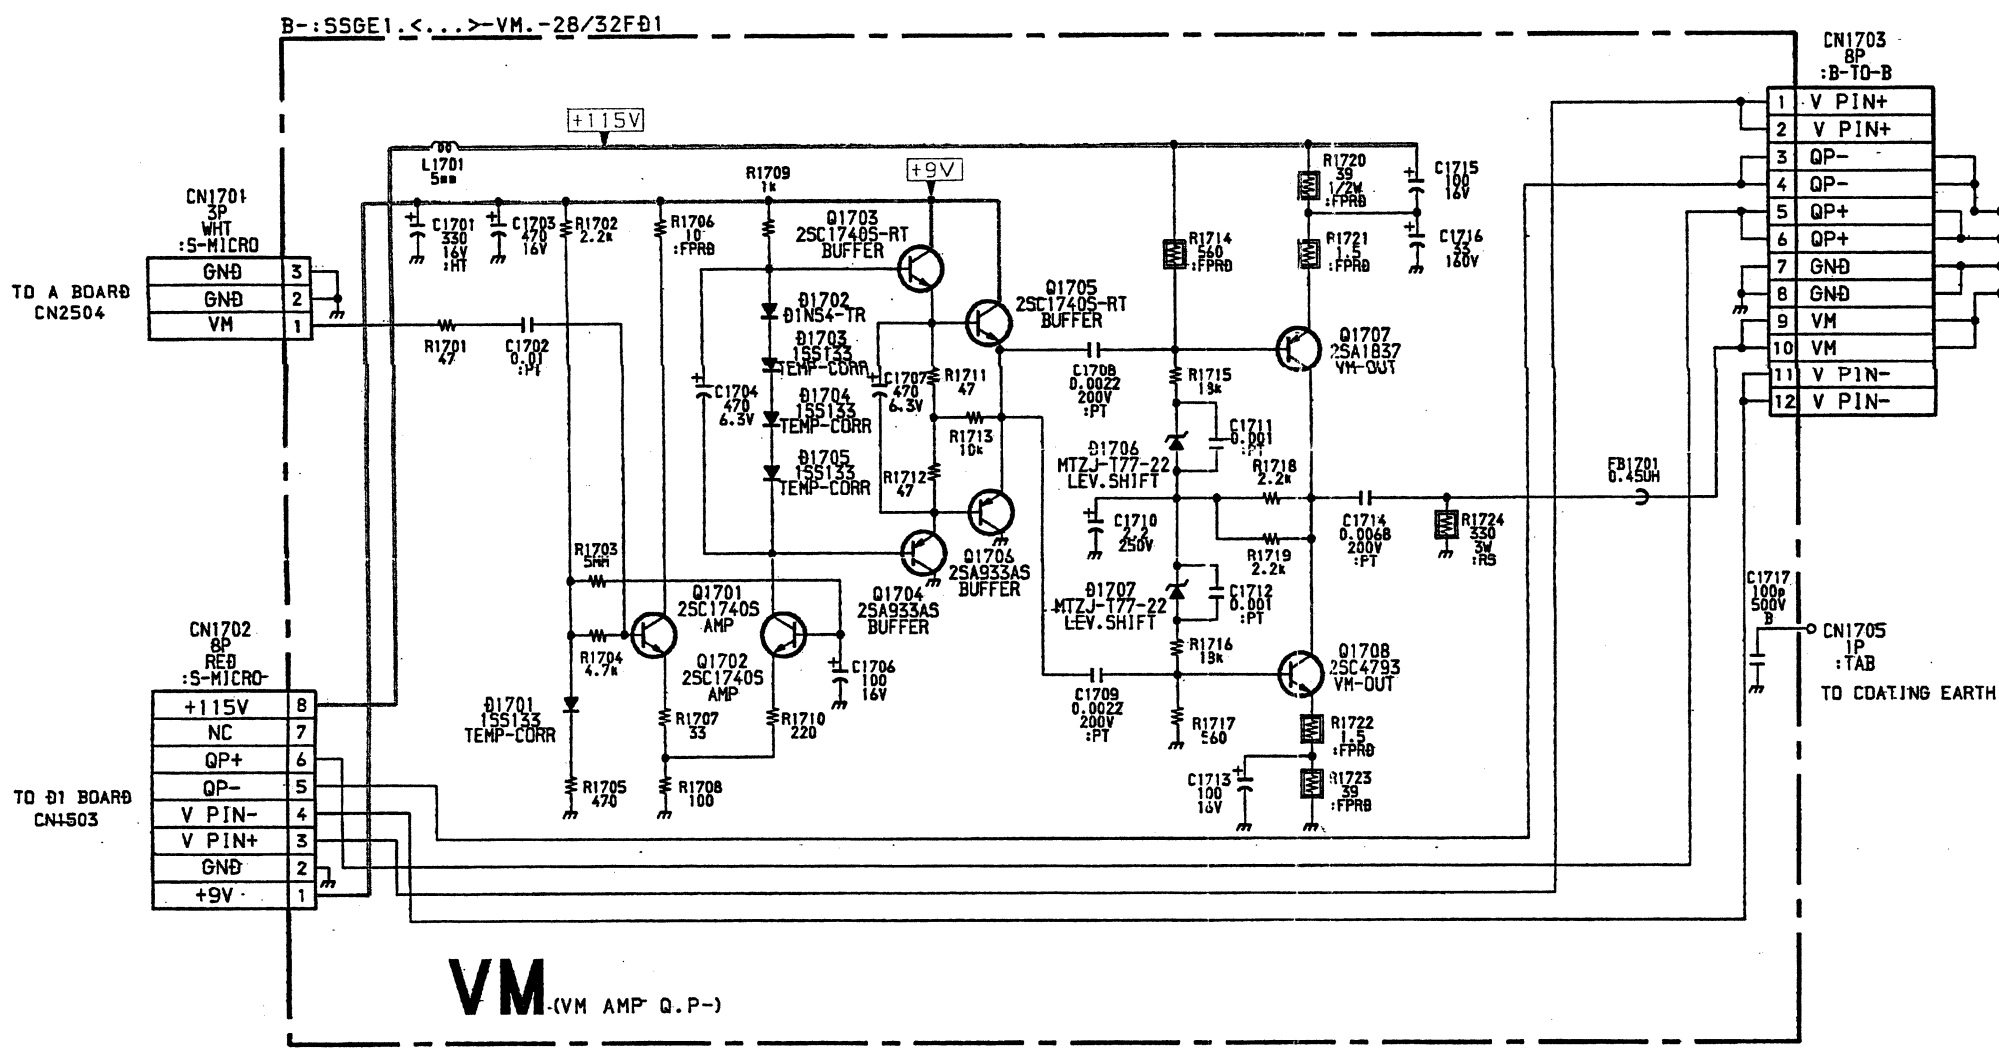 B-:SSGE1.<...>-VM.-28/32FD1
CN1703
8P
:B-TO-B
1 V PIN+
2 V PIN+
3 QP-
4 QP-
5 QP+
6 QP+
7 GND
8 GND
9 VM
10 VM
11 V PIN-
12 V PIN-
+115V
L1701
5mm
R1709
1k
+9V
R1720
39
1/2W
:FPRD
C1715
100
16V
CN1701
3P
WHT
:S-MICRO
GND 3
GND 2
VM 1
TO A BOARD
CN2504
C1701
330
16V
:HT
C1703
470
16V
R1702
2.2k
R1706
10
:FPRD
Q1703
2SC1740S-RT
BUFFER
R1714
560
:FPRD
R1721
1.5
:FPRD
C1716
33
160V
D1702
D1N54-TR
D1703
1SS133
TEMP-CORR
D1704
1SS133
TEMP-CORR
D1705
1SS133
TEMP-CORR
Q1705
2SC1740S-RT
BUFFER
Q1707
2SA1837
VM-OUT
R1701
47
C1702
0.01
:PT
C1704
470
6.3V
C1707
470
6.3V
R1711
47
R1713
10k
R1712
47
C1708
0.0022
200V
:PT
R1715
18k
C1711
0.001
:PT
D1706
MTZJ-T77-22
LEV.SHIFT
R1718
2.2k
FB1701
0.45UH
C1710
2.2
250V
R1719
2.2k
C1714
0.0068
200V
:PT
R1724
330
3W
:RS
R1703
5MM
Q1706
2SA933AS
BUFFER
Q1704
2SA933AS
BUFFER
D1707
MTZJ-T77-22
LEV.SHIFT
C1712
0.001
:PT
C1717
100p
500V
B
CN1705
1P
:TAB
TO COATING EARTH
Q1701
2SC1740S
AMP
Q1702
2SC1740S
AMP
R1704
4.7k
C1706
100
16V
R1716
18k
Q1708
2SC4793
VM-OUT
D1701
1SS133
TEMP-CORR
R1707
33
R1710
220
C1709
0.0022
200V
:PT
R1717
560
R1722
1.5
:FPRD
R1705
470
R1708
100
C1713
100
16V
R1723
39
:FPRD
CN1702
8P
RED
:S-MICRO
+115V 8
NC 7
QP+ 6
QP- 5
V PIN- 4
V PIN+ 3
GND 2
+9V 1
TO D1 BOARD
CN1503
VM (VM AMP Q.P-)